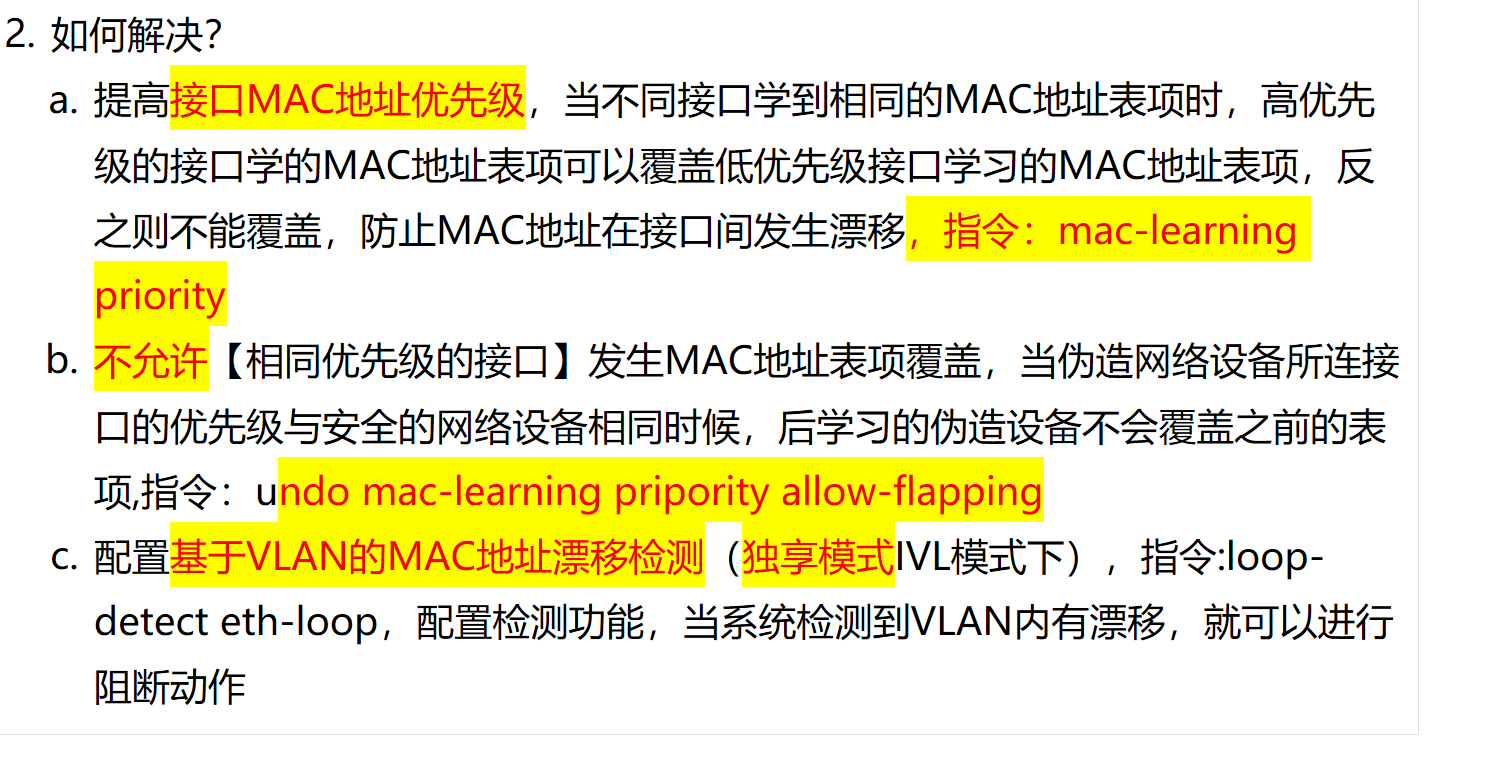 2. 如何解决？
a. 提高接口MAC地址优先级，当不同接口学到相同的MAC地址表项时，高优先
级的接口学的MAC地址表项可以覆盖低优先级接口学习的MAC地址表项，反
之则不能覆盖，防止MAC地址在接口间发生漂移，指令：mac-learning
priority
b. 不允许【相同优先级的接口】发生MAC地址表项覆盖，当伪造网络设备所连接
口的优先级与安全的网络设备相同时候，后学习的伪造设备不会覆盖之前的表
项,指令：undo mac-learning pripority allow-flapping
c. 配置基于VLAN的MAC地址漂移检测（独享模式IVL模式下），指令:loop-
detect eth-loop，配置检测功能，当系统检测到VLAN内有漂移，就可以进行
阻断动作